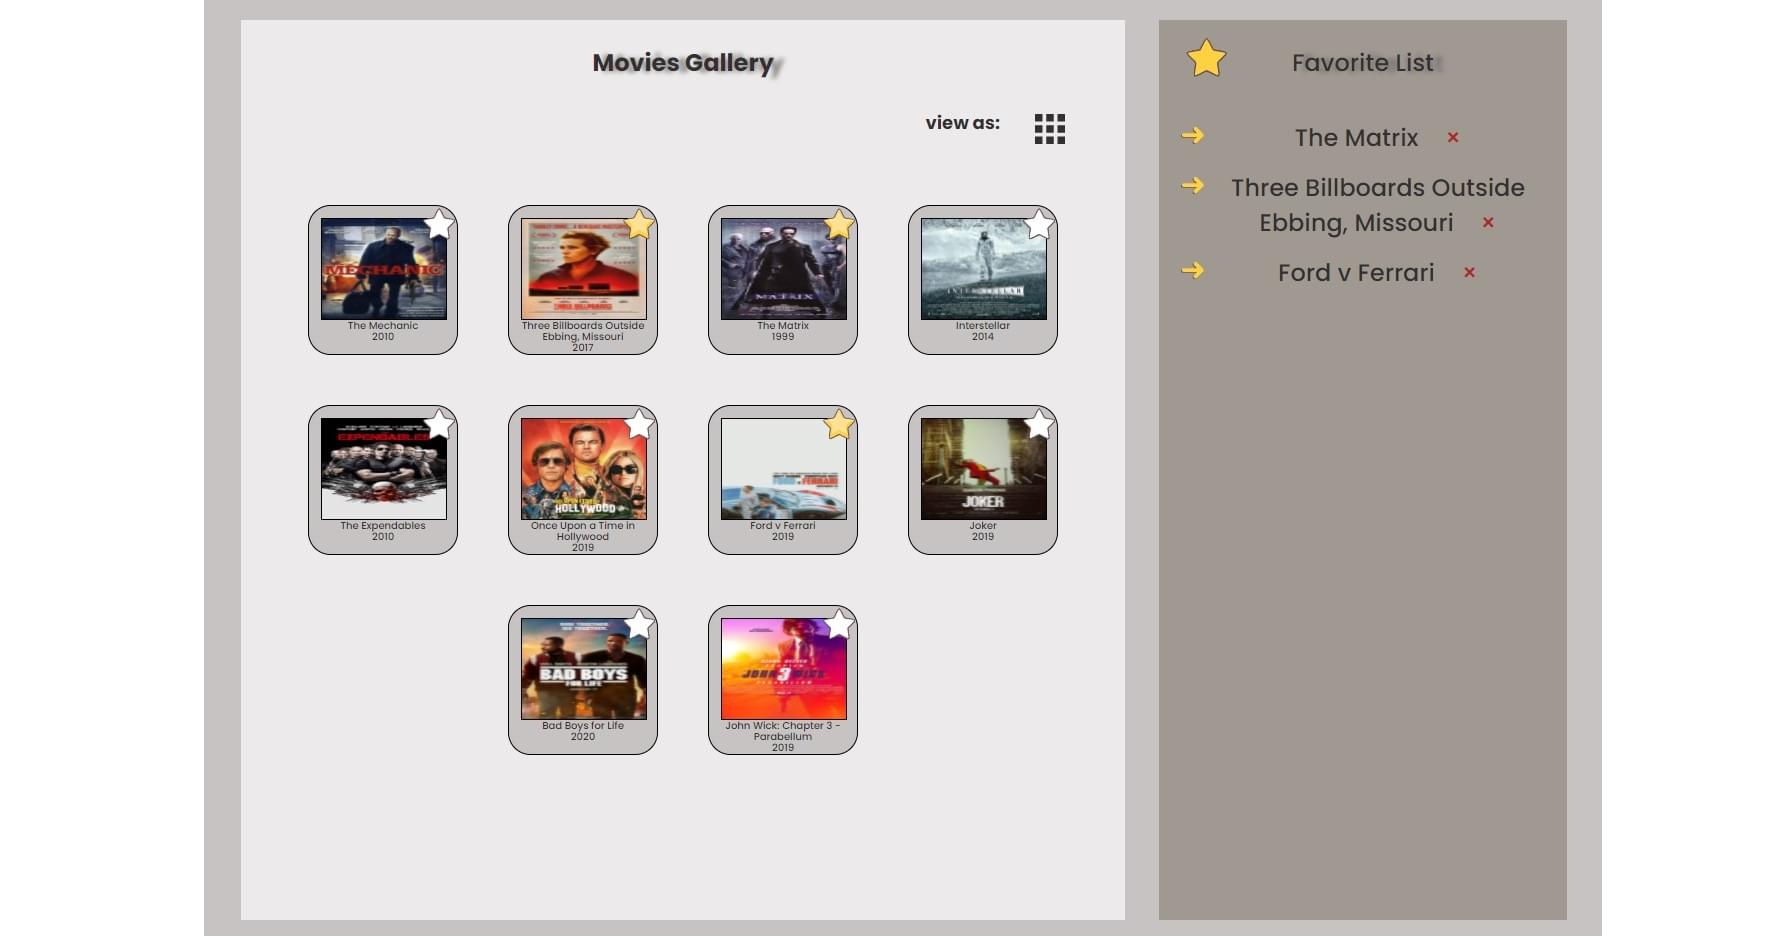 Movies Gallery
view as:
MECHANIC
The Mechanic
2010
THREE BILLBOARDS
Three Billboards Outside
Ebbing, Missouri
2017
MATRIX
The Matrix
1999
INTERSTELLAR
Interstellar
2014
EXPENDABLES
The Expendables
2010
HOLLYWOOD
Once Upon a Time in
Hollywood
2019
FORD v FERRARI
Ford v Ferrari
2019
JOKER
Joker
2019
BAD BOYS
FOR LIFE
Bad Boys for Life
2020
JOHN WICK
3
John Wick: Chapter 3 -
Parabellum
2019
Favorite List
The Matrix ×
Three Billboards Outside
Ebbing, Missouri ×
Ford v Ferrari ×